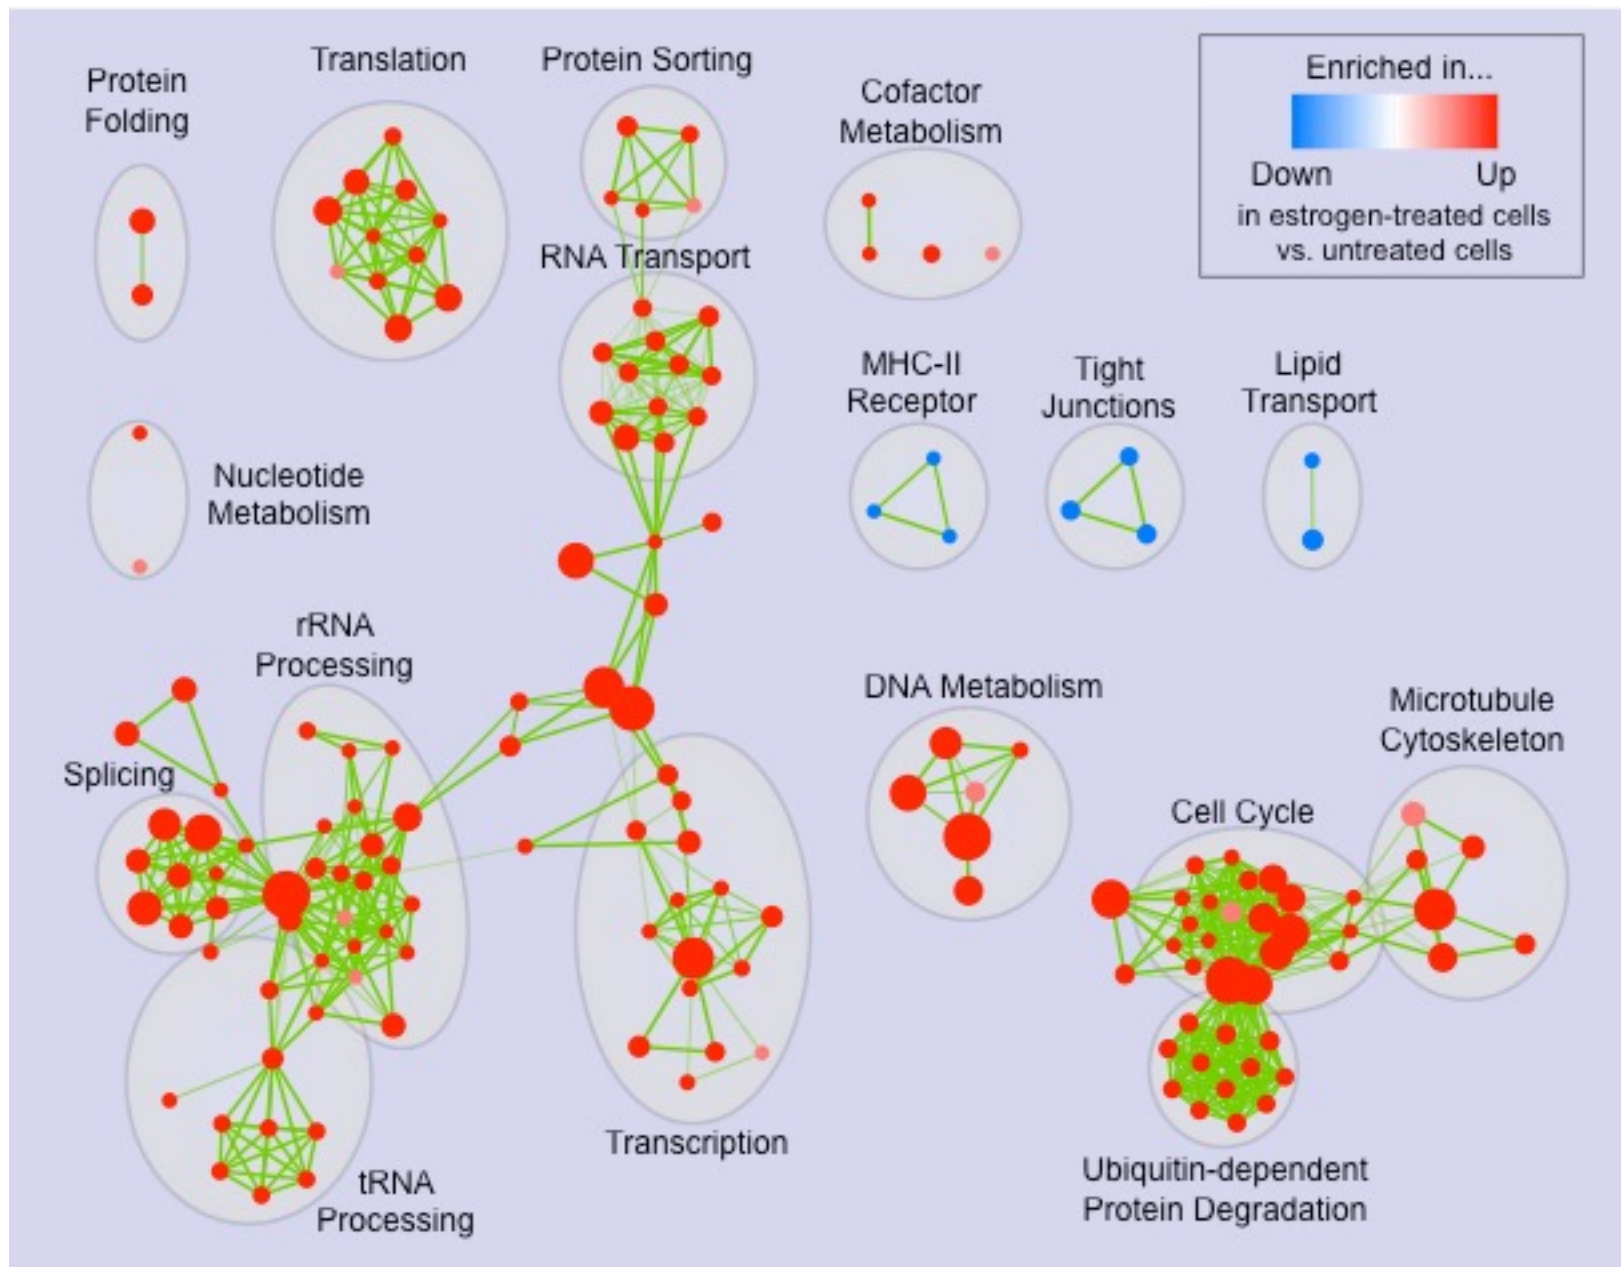 Protein
Folding
Translation
Protein Sorting
Cofactor
Metabolism
Enriched in...
Down
Up
in estrogen-treated cells
vs. untreated cells
RNA Transport
MHC-II
Receptor
Tight
Junctions
Lipid
Transport
Nucleotide
Metabolism
rRNA
Processing
Splicing
DNA Metabolism
Microtubule
Cytoskeleton
Cell Cycle
Transcription
tRNA
Processing
Ubiquitin-dependent
Protein Degradation